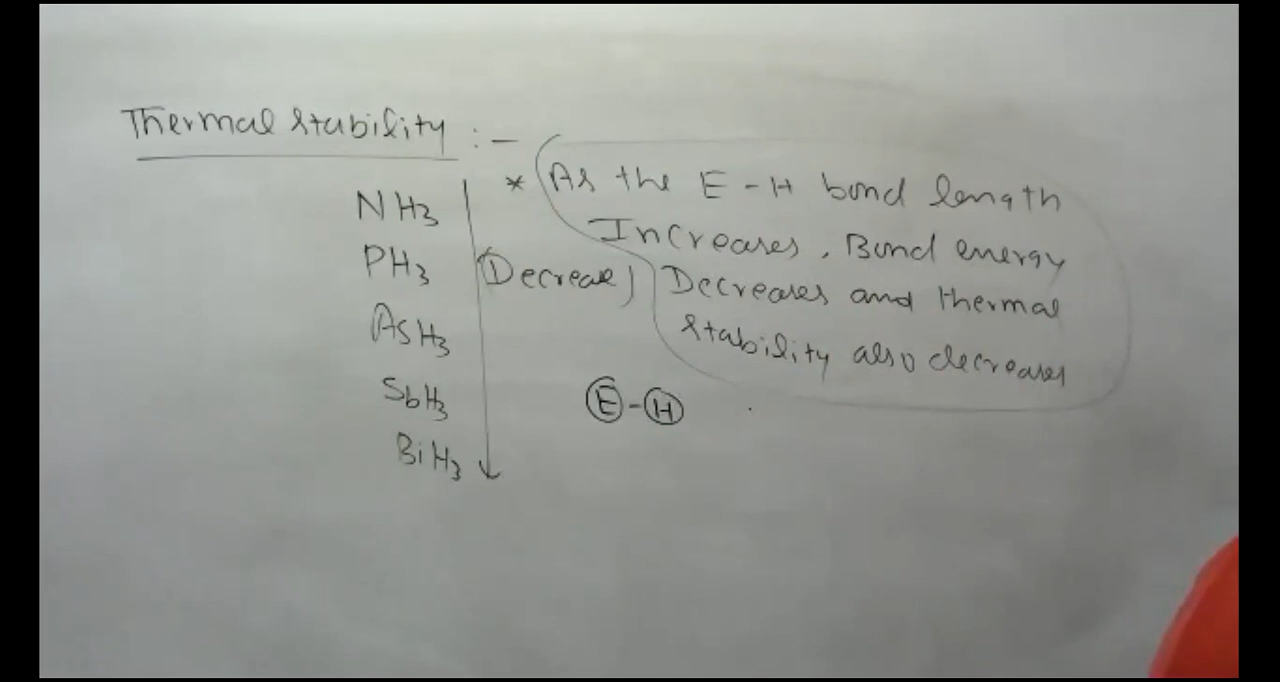 Thermal stability :-
* As the E-H bond length
NH3
Increases, Bond energy
PH3 (Decrease) Decreases and thermal
AsH3 stability also decreases
SbH3 E-H
BiH3